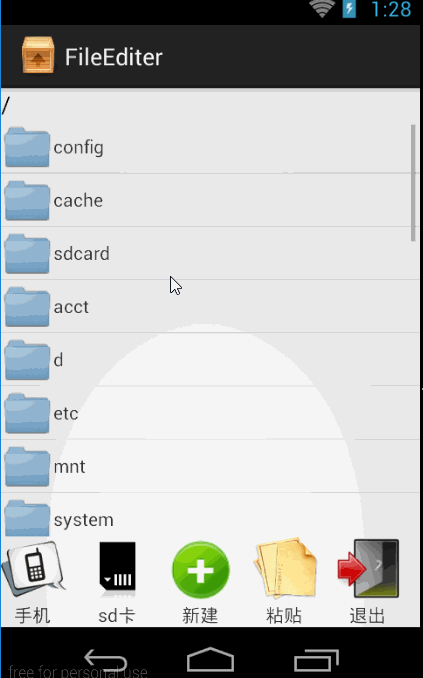 1:28
FileEditer
/
config
cache
sdcard
acct
d
etc
mnt
system
手机 sd卡 新建 粘贴 退出
free for personal use